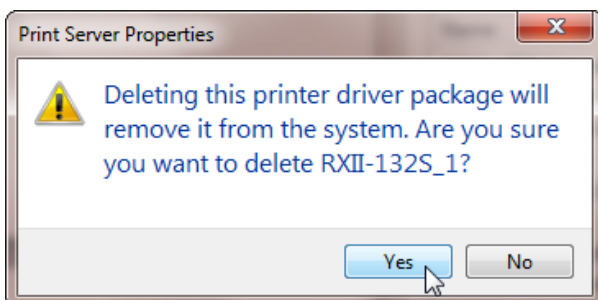 Print Server Properties
Deleting this printer driver package will
remove it from the system. Are you sure
you want to delete RXII-132S_1?
Yes
No